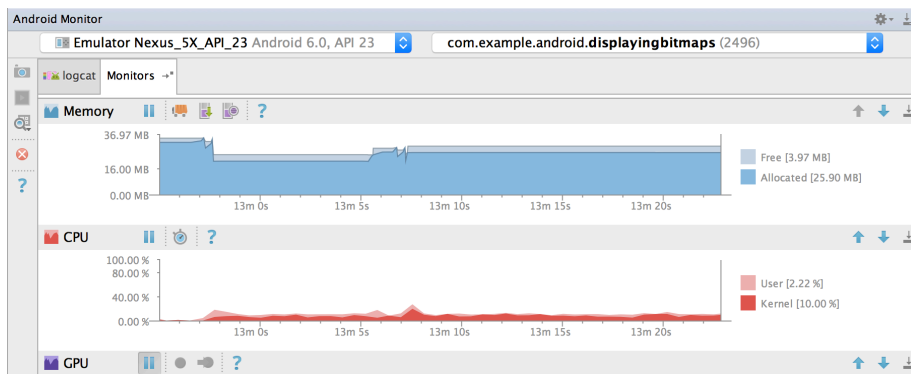 Android Monitor
Emulator Nexus_5X_API_23 Android 6.0, API 23 com.example.android.displayingbitmaps (2496)
logcat Monitors
Memory ?
36.97 MB
16.00 MB
0.00 MB
Free [3.97 MB]
Allocated [25.90 MB]
13m 0s 13m 5s 13m 10s 13m 15s 13m 20s
CPU ?
100.00 %
80.00 %
40.00 %
0.00 %
User [2.22 %]
Kernel [10.00 %]
13m 0s 13m 5s 13m 10s 13m 15s 13m 20s
GPU ?
?